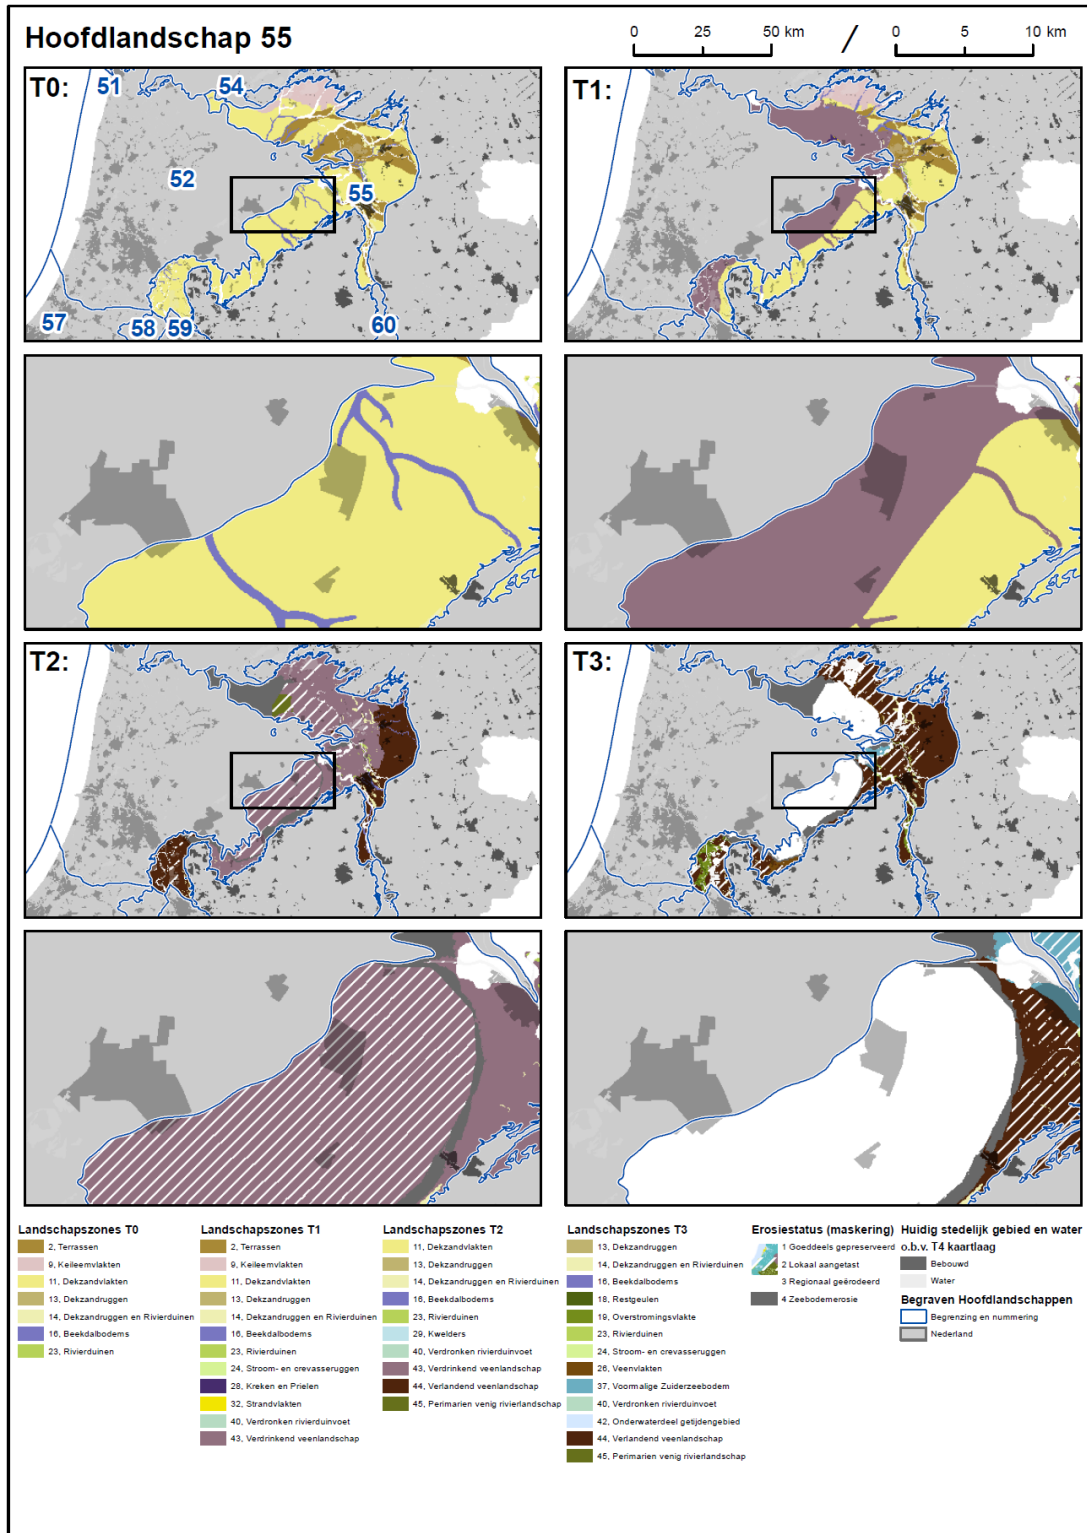 Hoofdlandschap 55
0 25 50 km / 0 5 10 km
T0:
51
54
52
55
57
58
59
60
T1:
T2:
T3:
Landschapszones T0
2, Terrassen
9, Keileemvlakten
11, Dekzandvlakten
13, Dekzandruggen
14, Dekzandruggen en Rivierduinen
16, Beekdalbodems
23, Rivierduinen
Landschapszones T1
2, Terrassen
9, Keileemvlakten
11, Dekzandvlakten
13, Dekzandruggen
14, Dekzandruggen en Rivierduinen
16, Beekdalbodems
23, Rivierduinen
24, Stroom- en crevasseruggen
28, Kreken en Prielen
32, Strandvlakten
40, Verdronken rivierduinvoet
43, Verdrinkend veenlandschap
Landschapszones T2
11, Dekzandvlakten
13, Dekzandruggen
14, Dekzandruggen en Rivierduinen
16, Beekdalbodems
23, Rivierduinen
29, Kwelders
40, Verdronken rivierduinvoet
43, Verdrinkend veenlandschap
44, Verlandend veenlandschap
45, Perimarien venig rivierlandschap
Landschapszones T3
13, Dekzandruggen
14, Dekzandruggen en Rivierduinen
16, Beekdalbodems
18, Restgeulen
19, Overstromingsvlakte
23, Rivierduinen
24, Stroom- en crevasseruggen
26, Veenvlakten
37, Voormalige Zuiderzeebodem
40, Verdronken rivierduinvoet
42, Onderwaterdeel getijdengebied
44, Verlandend veenlandschap
45, Perimarien venig rivierlandschap
Erosiestatus (maskering)
1 Goeddeels gepreserveerd
2 Lokaal aangetast
3 Regionaal geërodeerd
4 Zeebodemerosie
Huidig stedelijk gebied en water
o.b.v. T4 kaartlaag
Bebouwd
Water
Begraven Hoofdlandschappen
Begrenzing en nummering
Nederland